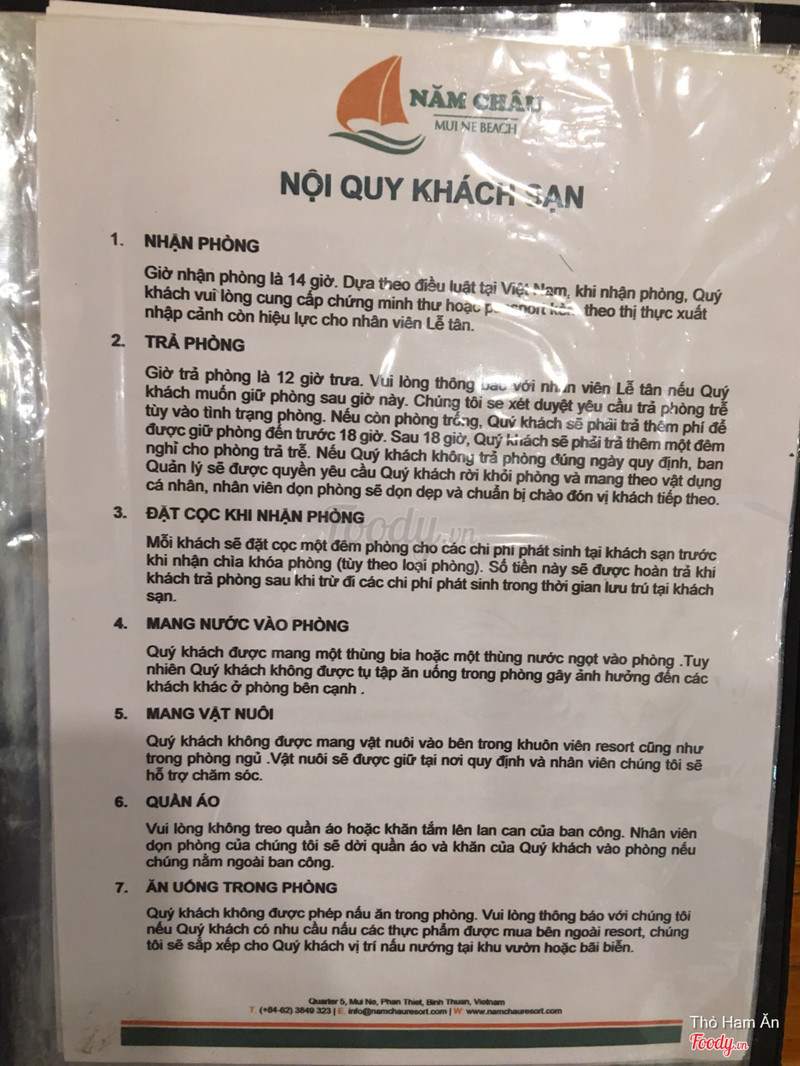 NĂM CHÂU
MUI NE BEACH
NỘI QUY KHÁCH SẠN
1. NHẬN PHÒNG
Giờ nhận phòng là 14 giờ. Dựa theo điều luật tại Việt Nam, khi nhận phòng, Quý
khách vui lòng cung cấp chứng minh thư hoặc passport kèm theo thị thực xuất
nhập cảnh còn hiệu lực cho nhân viên Lễ tân.
2. TRẢ PHÒNG
Giờ trả phòng là 12 giờ trưa. Vui lòng thông báo với nhân viên Lễ tân nếu Quý
khách muốn giữ phòng sau giờ này. Chúng tôi se xét duyệt yêu cầu trả phòng trễ
tùy vào tình trạng phòng. Nếu còn phòng trống, Quý khách sẽ phải trả thêm phí để
được giữ phòng đến trước 18 giờ. Sau 18 giờ, Quý khách sẽ phải trả thêm một đêm
nghỉ cho phòng trả trễ. Nếu Quý khách không trả phòng đúng ngày quy định, ban
Quản lý sẽ được quyền yêu cầu Quý khách rời khỏi phòng và mang theo vật dụng
cá nhân, nhân viên dọn phòng sẽ dọn dẹp và chuẩn bị chào đón vị khách tiếp theo.
3. ĐẶT CỌC KHI NHẬN PHÒNG
Mỗi khách sẽ đặt cọc một đêm phòng cho các chi phí phát sinh tại khách sạn trước
khi nhận chìa khóa phòng (tùy theo loại phòng). Số tiền này sẽ được hoàn trả khi
khách trả phòng sau khi trừ đi các chi phí phát sinh trong thời gian lưu trú tại khách
sạn.
4. MANG NƯỚC VÀO PHÒNG
Quý khách được mang một thùng bia hoặc một thùng nước ngọt vào phòng .Tuy
nhiên Quý khách không được tụ tập ăn uống trong phòng gây ảnh hưởng đến các
khách khác ở phòng bên cạnh .
5. MANG VẬT NUÔI
Quý khách không được mang vật nuôi vào bên trong khuôn viên resort cũng như
trong phòng ngủ .Vật nuôi sẽ được giữ tại nơi quy định và nhân viên chúng tôi sẽ
hỗ trợ chăm sóc.
6. QUẦN ÁO
Vui lòng không treo quần áo hoặc khăn tắm lên lan can của ban công. Nhân viên
dọn phòng của chúng tôi sẽ dời quần áo và khăn của Quý khách vào phòng nếu
chúng nằm ngoài ban công.
7. ĂN UỐNG TRONG PHÒNG
Quý khách không được phép nấu ăn trong phòng. Vui lòng thông báo với chúng tôi
nếu Quý khách có nhu cầu nấu các thực phẩm được mua bên ngoài resort, chúng
tôi sẽ sắp xếp cho Quý khách vị trí nấu nướng tại khu vườn hoặc bãi biển.
Quarter 5, Mui Ne, Phan Thiet, Binh Thuan, Vietnam
T. (+84-62) 3849 323 | E. info@namchauresort.com | W. www.namchauresort.com
Foody.vn
Thỏ Ham Ăn
Foody.vn